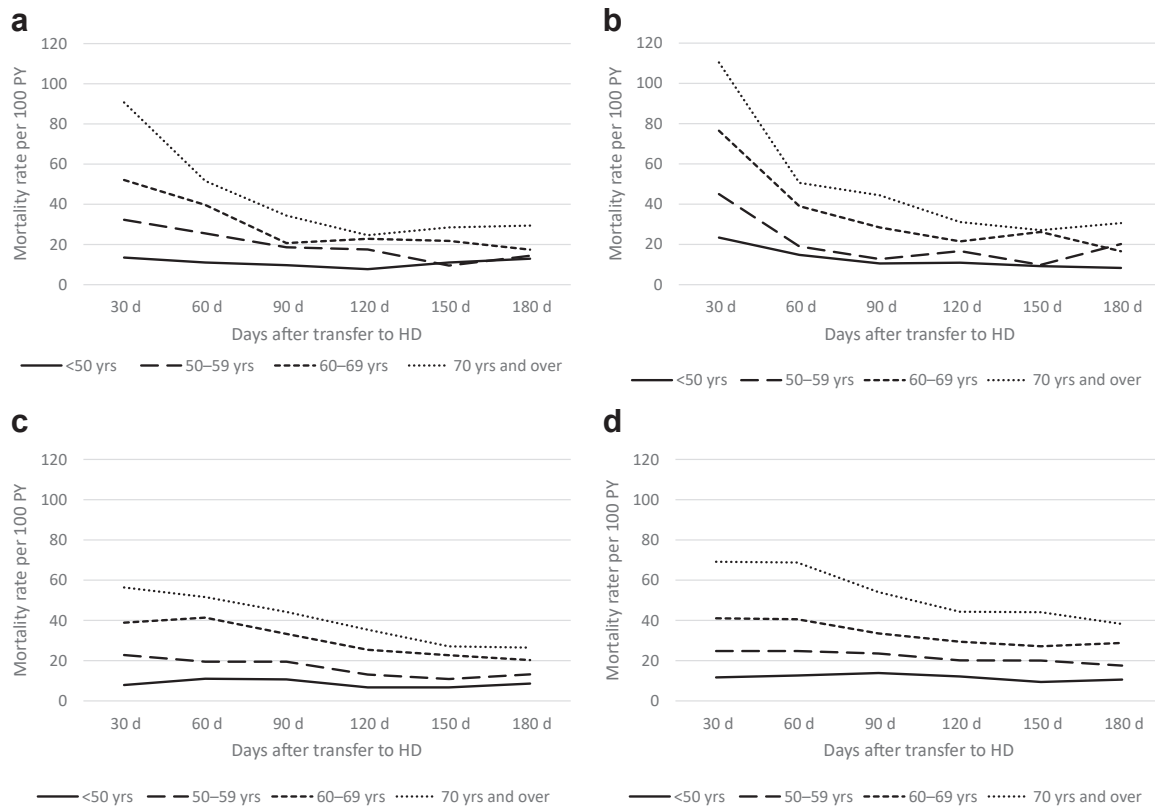 a
Mortality rate per 100 PY
120
100
80
60
40
20
0
30 d 60 d 90 d 120 d 150 d 180 d
Days after transfer to HD
<50 yrs 50–59 yrs 60–69 yrs 70 yrs and over
b
Mortality rate per 100 PY
120
100
80
60
40
20
0
30 d 60 d 90 d 120 d 150 d 180 d
Days after transfer to HD
<50 yrs 50–59 yrs 60–69 yrs 70 yrs and over
c
Mortality rate per 100 PY
120
100
80
60
40
20
0
30 d 60 d 90 d 120 d 150 d 180 d
Days after transfer to HD
<50 yrs 50–59 yrs 60–69 yrs 70 yrs and over
d
Mortality rater per 100 PY
120
100
80
60
40
20
0
30 d 60 d 90 d 120 d 150 d 180 d
Days after transfer to HD
<50 yrs 50–59 yrs 60–69 yrs 70 yrs and over